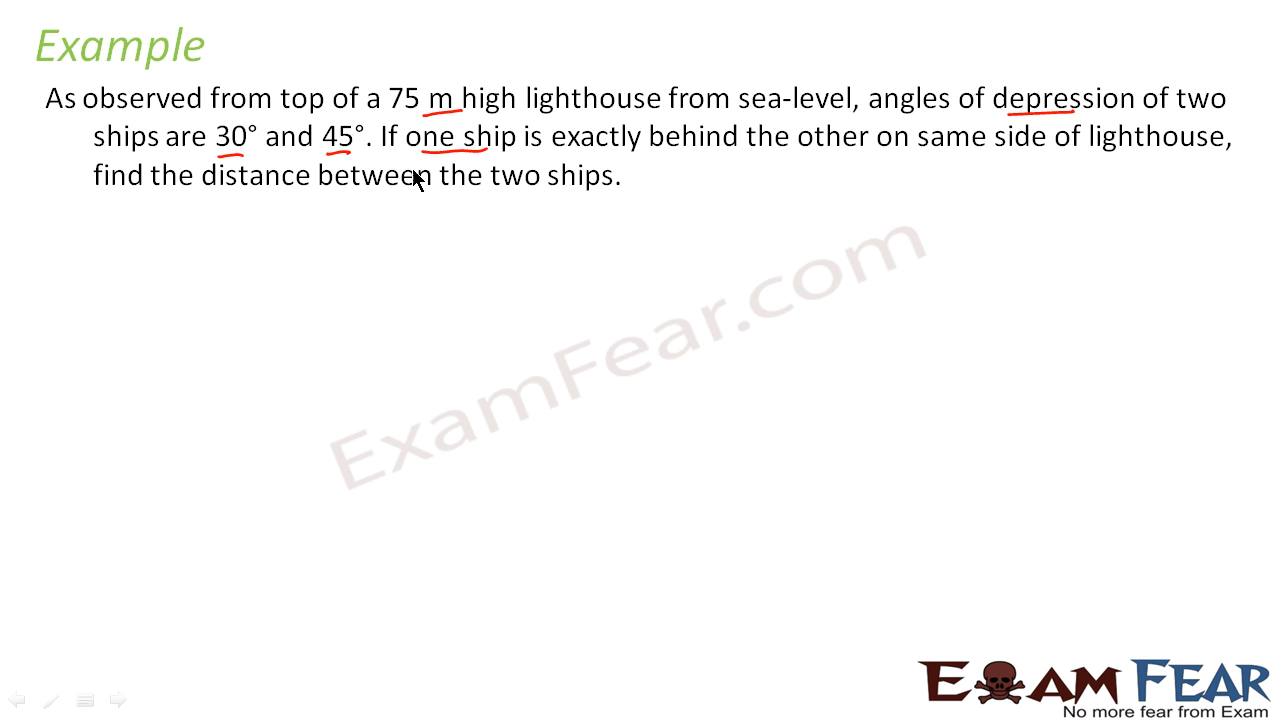 Example
As observed from top of a 75 m high lighthouse from sea-level, angles of depression of two
ships are 30° and 45°. If one ship is exactly behind the other on same side of lighthouse,
find the distance between the two ships.
ExamFear.com
EXAM FEAR
No more fear from Exam